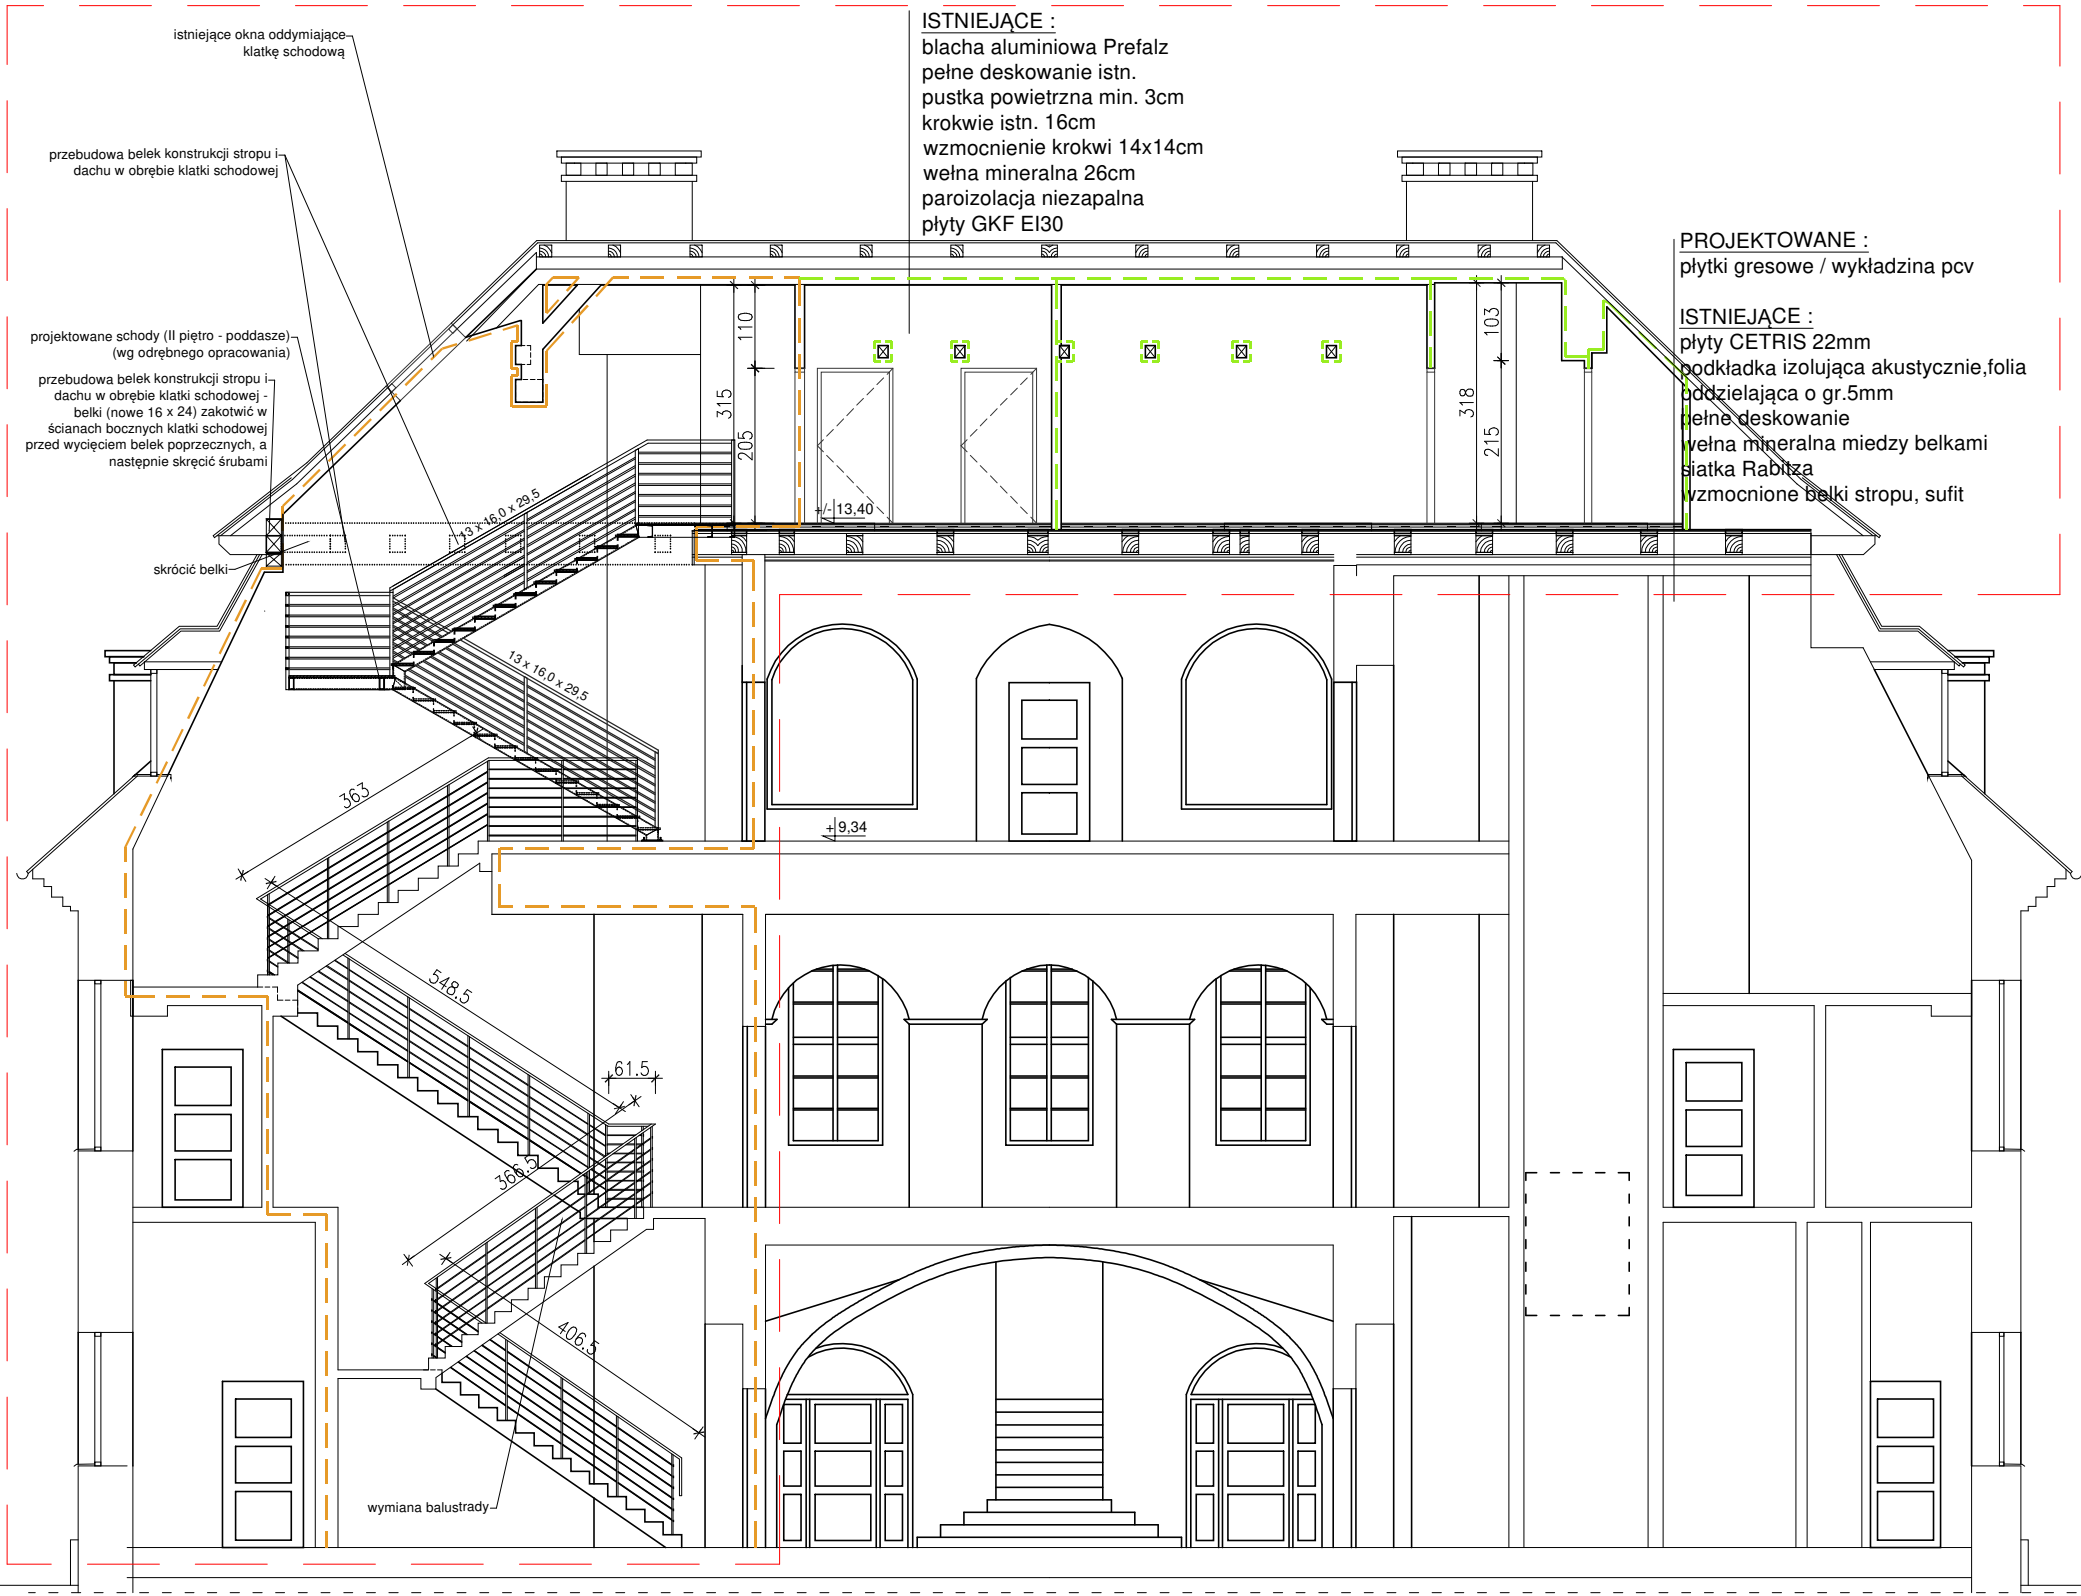 ISTNIEJĄCE :
blacha aluminiowa Prefalz
pełne deskowanie istn.
pustka powietrzna min. 3cm
krokwie istn. 16cm
wzmocnienie krokwi 14x14cm
wełna mineralna 26cm
paroizolacja niezapalna
płyty GKF EI30
istniejące okna oddymiające
klatkę schodową
przebudowa belek konstrukcji stropu i
dachu w obrębie klatki schodowej
projektowane schody (II piętro - poddasze)
(wg odrębnego opracowania)
przebudowa belek konstrukcji stropu i
dachu w obrębie klatki schodowej -
belki (nowe 16 x 24) zakotwić w
ścianach bocznych klatki schodowej
przed wycięciem belek poprzecznych, a
następnie skręcić śrubami
skrócić belki
PROJEKTOWANE :
płytki gresowe / wykładzina pcv
ISTNIEJĄCE :
płyty CETRIS 22mm
podkładka izolująca akustycznie,folia
oddzielająca o gr.5mm
pełne deskowanie
wełna mineralna miedzy belkami
siatka Rabitza
wzmocnione belki stropu, sufit
110
315
205
103
318
215
+/- 13,40
13 x 16,0 x 29,5
13 x 16,0 x 29,5
+ 9,34
363
548.5
61.5
366.5
406.5
wymiana balustrady